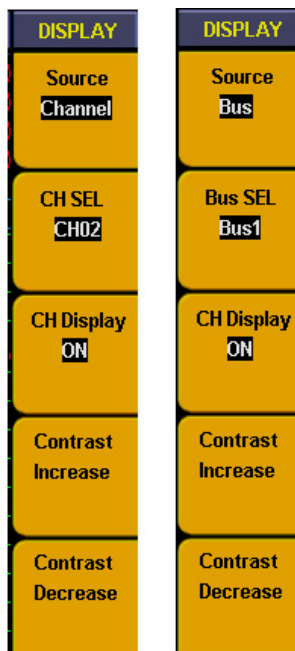 DISPLAY
Source
Channel
CH SEL
CH02
CH Display
ON
Contrast
Increase
Contrast
Decrease
DISPLAY
Source
Bus
Bus SEL
Bus1
CH Display
ON
Contrast
Increase
Contrast
Decrease